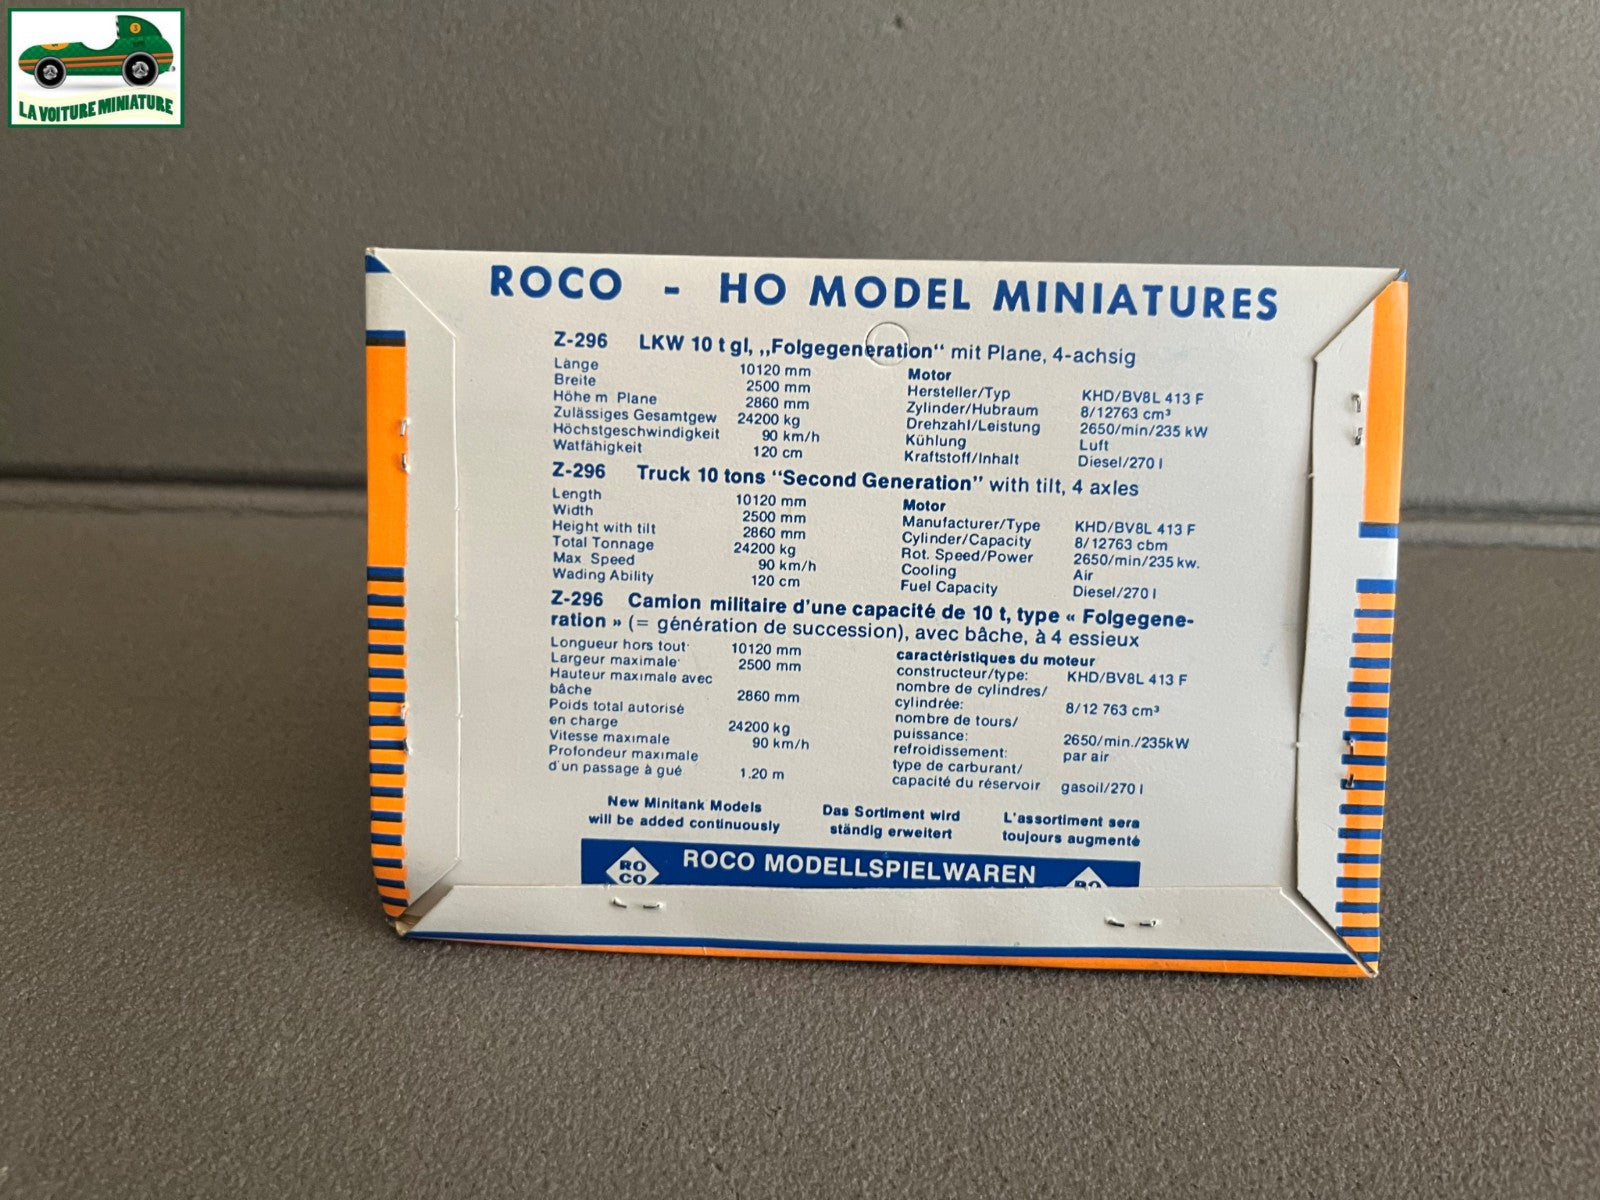 LA VOITURE MINIATURE
ROCO - HO MODEL MINIATURES
Z-296 LKW 10 t gl, „Folgegeneration“ mit Plane, 4-achsig
Länge 10120 mm
Breite 2500 mm
Höhe m Plane 2860 mm
Zulässiges Gesamtgew 24200 kg
Höchstgeschwindigkeit 90 km/h
Watfähigkeit 120 cm
Motor
Hersteller/Typ KHD/BV8L 413 F
Zylinder/Hubraum 8/12763 cm³
Drehzahl/Leistung 2650/min/235 kW
Kühlung Luft
Kraftstoff/Inhalt Diesel/270 l
Z-296 Truck 10 tons “Second Generation” with tilt, 4 axles
Length 10120 mm
Width 2500 mm
Height with tilt 2860 mm
Total Tonnage 24200 kg
Max Speed 90 km/h
Wading Ability 120 cm
Motor
Manufacturer/Type KHD/BV8L 413 F
Cylinder/Capacity 8/12763 cbm
Rot. Speed/Power 2650/min/235 kw.
Cooling Air
Fuel Capacity Diesel/270 l
Z-296 Camion militaire d’une capacité de 10 t, type « Folgegene-
ration » (= génération de succession), avec bâche, à 4 essieux
Longueur hors tout 10120 mm
Largeur maximale 2500 mm
Hauteur maximale avec
bâche 2860 mm
Poids total autorisé
en charge 24200 kg
Vitesse maximale 90 km/h
Profondeur maximale
d'un passage à gué 1.20 m
caractéristiques du moteur
constructeur/type: KHD/BV8L 413 F
nombre de cylindres/
cylindrée: 8/12 763 cm³
nombre de tours/
puissance: 2650/min./235kW
refroidissement: par air
type de carburant/
capacité du réservoir gasoil/270 l
New Minitank Models
will be added continuously
Das Sortiment wird
ständig erweitert
L'assortiment sera
toujours augmenté
RO
CO
ROCO MODELLSPIELWAREN
RO